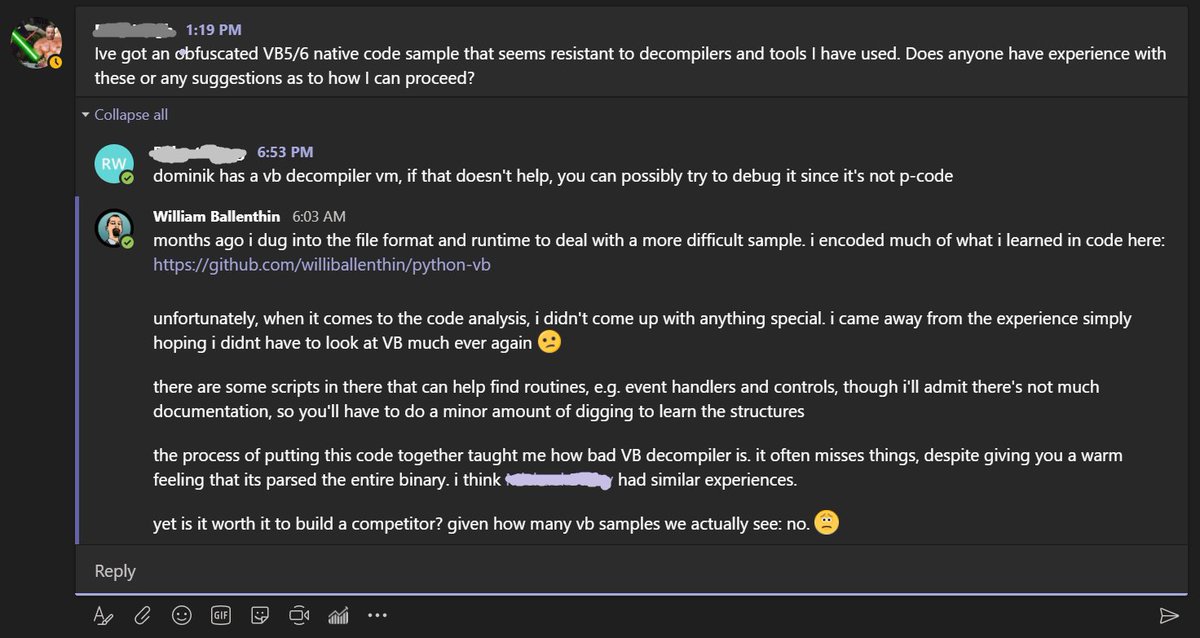 1:19 PM
Ive got an obfuscated VB5/6 native code sample that seems resistant to decompilers and tools I have used. Does anyone have experience with
these or any suggestions as to how I can proceed?
Collapse all
RW
6:53 PM
dominik has a vb decompiler vm, if that doesn't help, you can possibly try to debug it since it's not p-code
William Ballenthin 6:03 AM
months ago i dug into the file format and runtime to deal with a more difficult sample. i encoded much of what i learned in code here:
https://github.com/williballenthin/python-vb
unfortunately, when it comes to the code analysis, i didn't come up with anything special. i came away from the experience simply
hoping i didnt have to look at VB much ever again 😕
there are some scripts in there that can help find routines, e.g. event handlers and controls, though i'll admit there's not much
documentation, so you'll have to do a minor amount of digging to learn the structures
the process of putting this code together taught me how bad VB decompiler is. it often misses things, despite giving you a warm
feeling that its parsed the entire binary. i think had similar experiences.
yet is it worth it to build a competitor? given how many vb samples we actually see: no. 😟
Reply
GIF